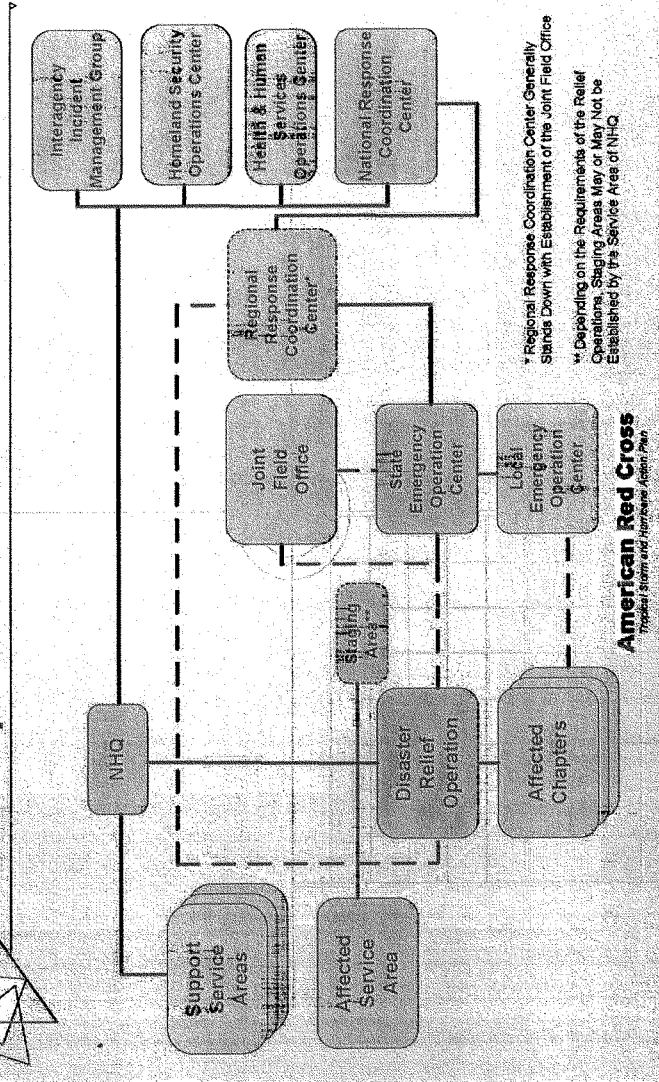 NHQ
Support
Service
Areas
Affected
Service
Area
Disaster
Relief
Operation
Affected
Chapters
Staging
Area**
Joint
Field
Office
State
Emergency
Operation
Center
Local
Emergency
Operation
Center
Regional
Response
Coordination
Center*
Interagency
Incident
Management Group
Homeland Security
Operations Center
Health & Human
Services
Operations Center
National Response
Coordination
Center
* Regional Response Coordination Center Generally
Stands Down with Establishment of the Joint Field Office
** Depending on the Requirements of the Relief
Operations, Staging Areas May or May Not be
Established by the Service Area of NHQ
American Red Cross
Tropical Storm and Hurricane Action Plan